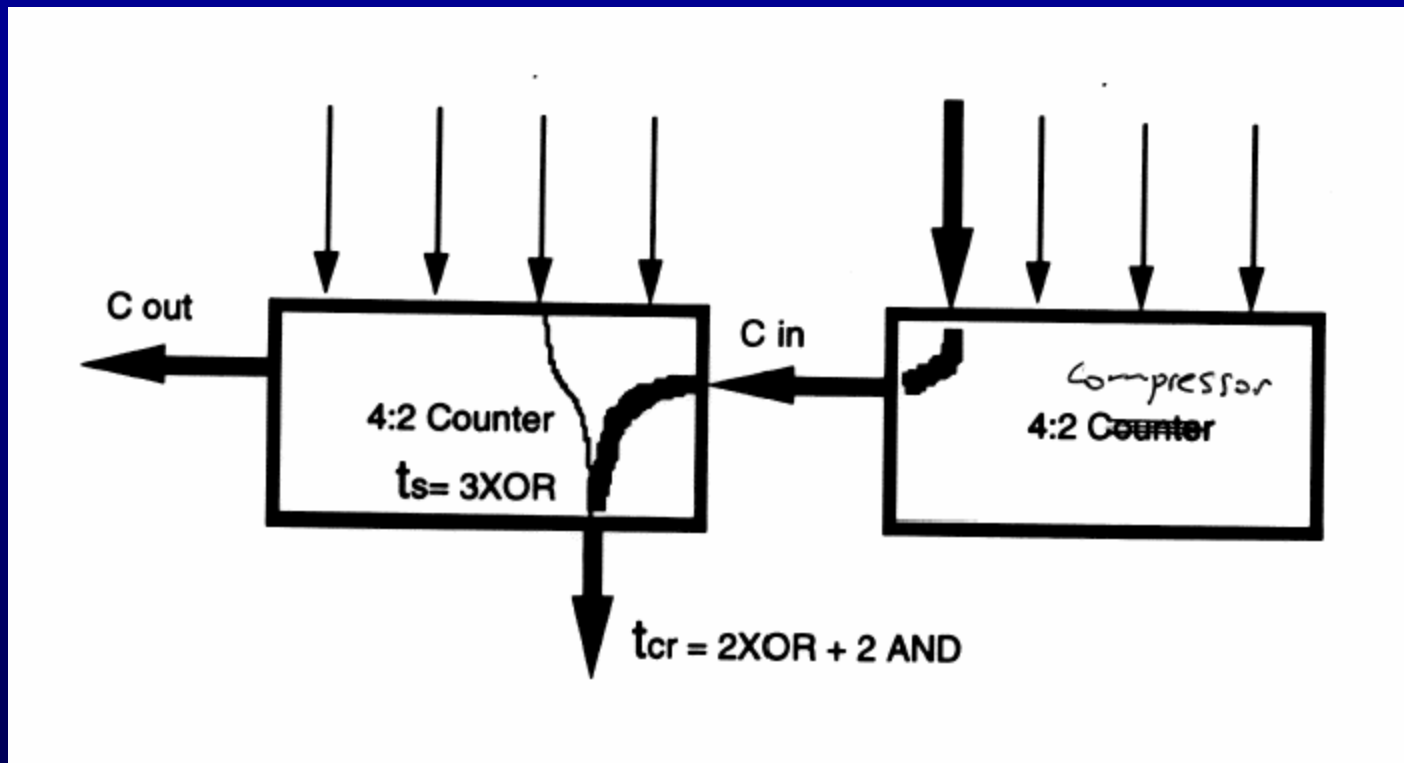 C out
C in
Compressor
4:2 Counter
4:2 Counter
ts= 3XOR
tcr = 2XOR + 2 AND